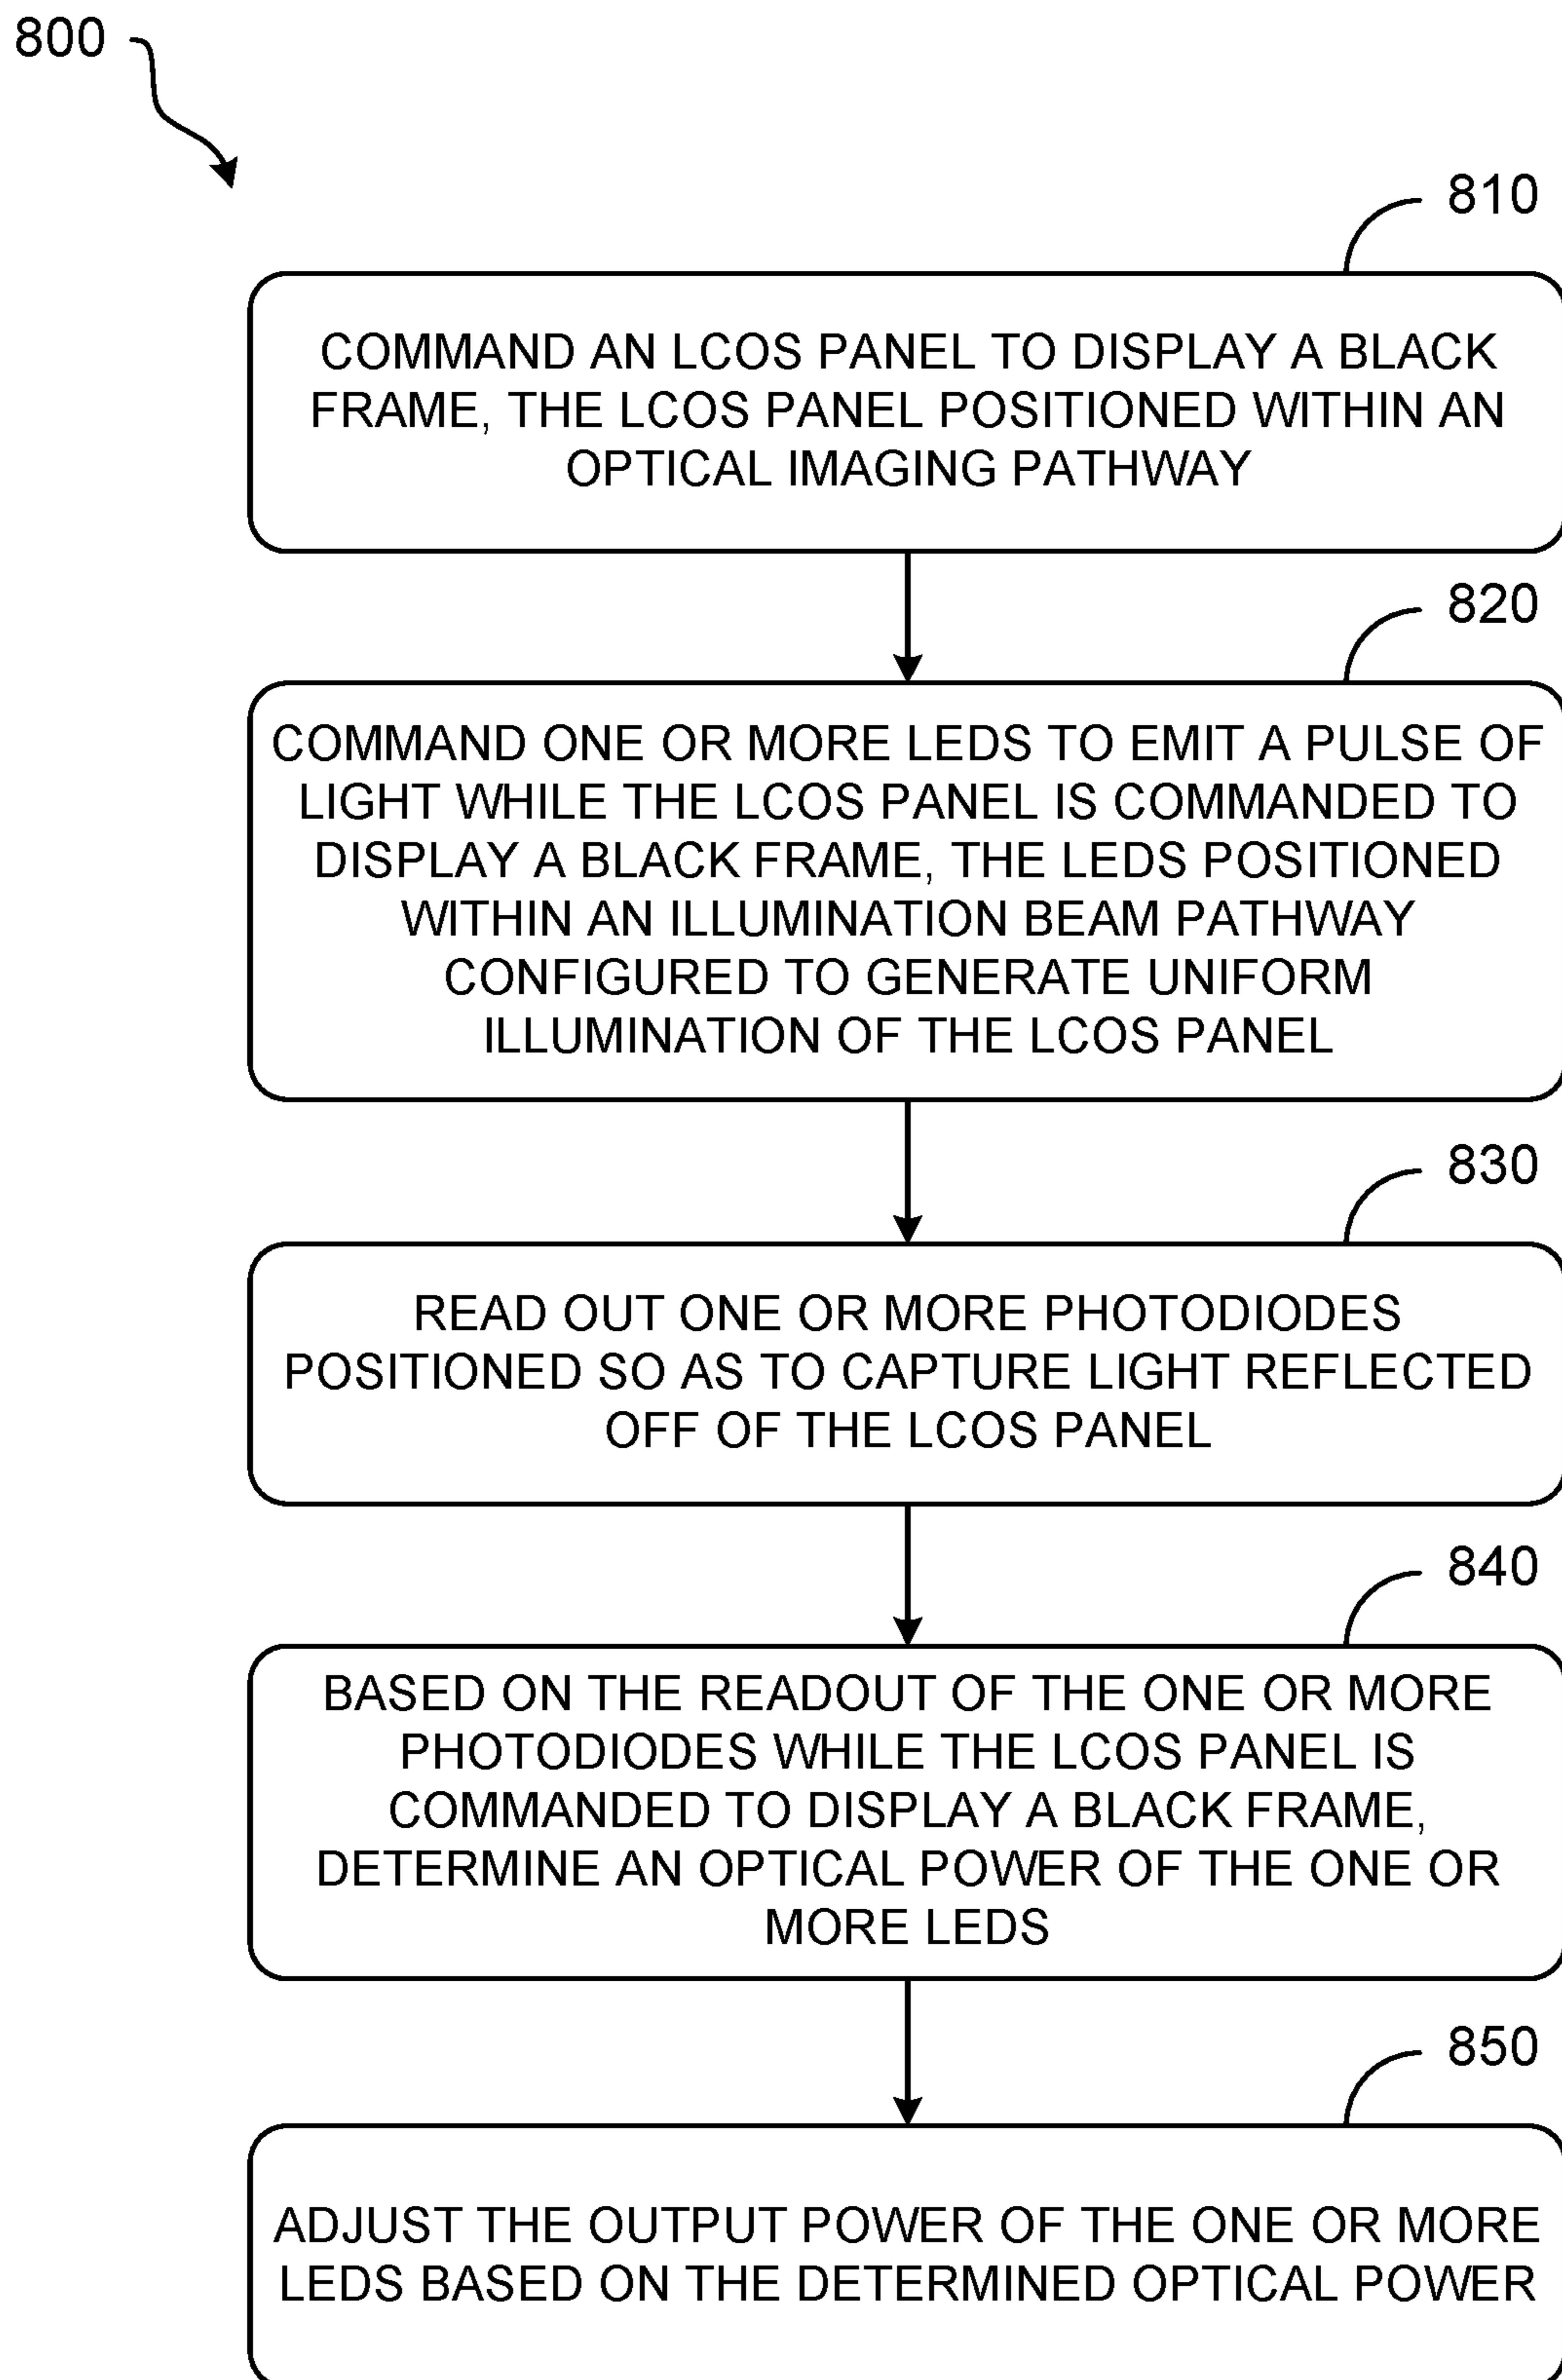 800
810
COMMAND AN LCOS PANEL TO DISPLAY A BLACK
FRAME, THE LCOS PANEL POSITIONED WITHIN AN
OPTICAL IMAGING PATHWAY
820
COMMAND ONE OR MORE LEDS TO EMIT A PULSE OF
LIGHT WHILE THE LCOS PANEL IS COMMANDED TO
DISPLAY A BLACK FRAME, THE LEDS POSITIONED
WITHIN AN ILLUMINATION BEAM PATHWAY
CONFIGURED TO GENERATE UNIFORM
ILLUMINATION OF THE LCOS PANEL
830
READ OUT ONE OR MORE PHOTODIODES
POSITIONED SO AS TO CAPTURE LIGHT REFLECTED
OFF OF THE LCOS PANEL
840
BASED ON THE READOUT OF THE ONE OR MORE
PHOTODIODES WHILE THE LCOS PANEL IS
COMMANDED TO DISPLAY A BLACK FRAME,
DETERMINE AN OPTICAL POWER OF THE ONE OR
MORE LEDS
850
ADJUST THE OUTPUT POWER OF THE ONE OR MORE
LEDS BASED ON THE DETERMINED OPTICAL POWER